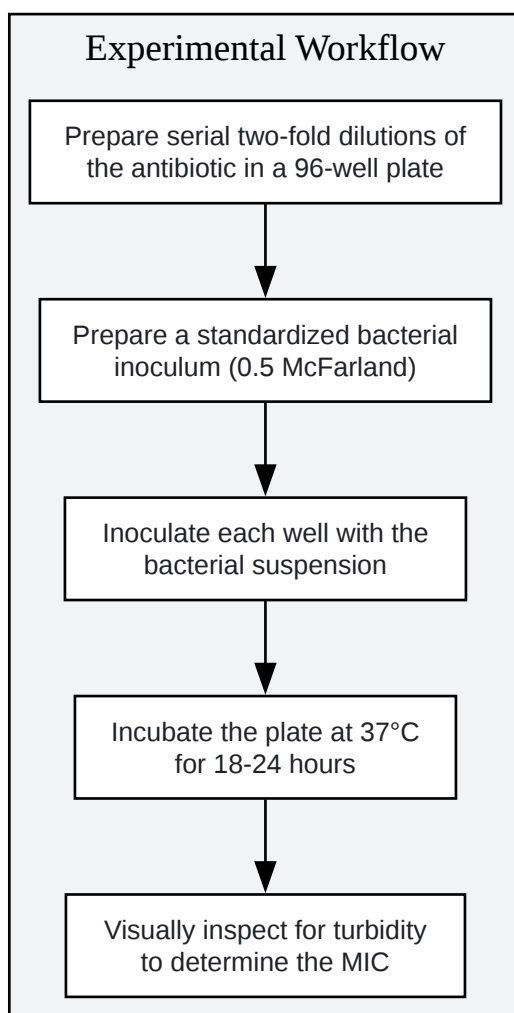 Experimental Workflow
Prepare serial two-fold dilutions of
the antibiotic in a 96-well plate
Prepare a standardized bacterial
inoculum (0.5 McFarland)
Inoculate each well with the
bacterial suspension
Incubate the plate at 37°C
for 18-24 hours
Visually inspect for turbidity
to determine the MIC